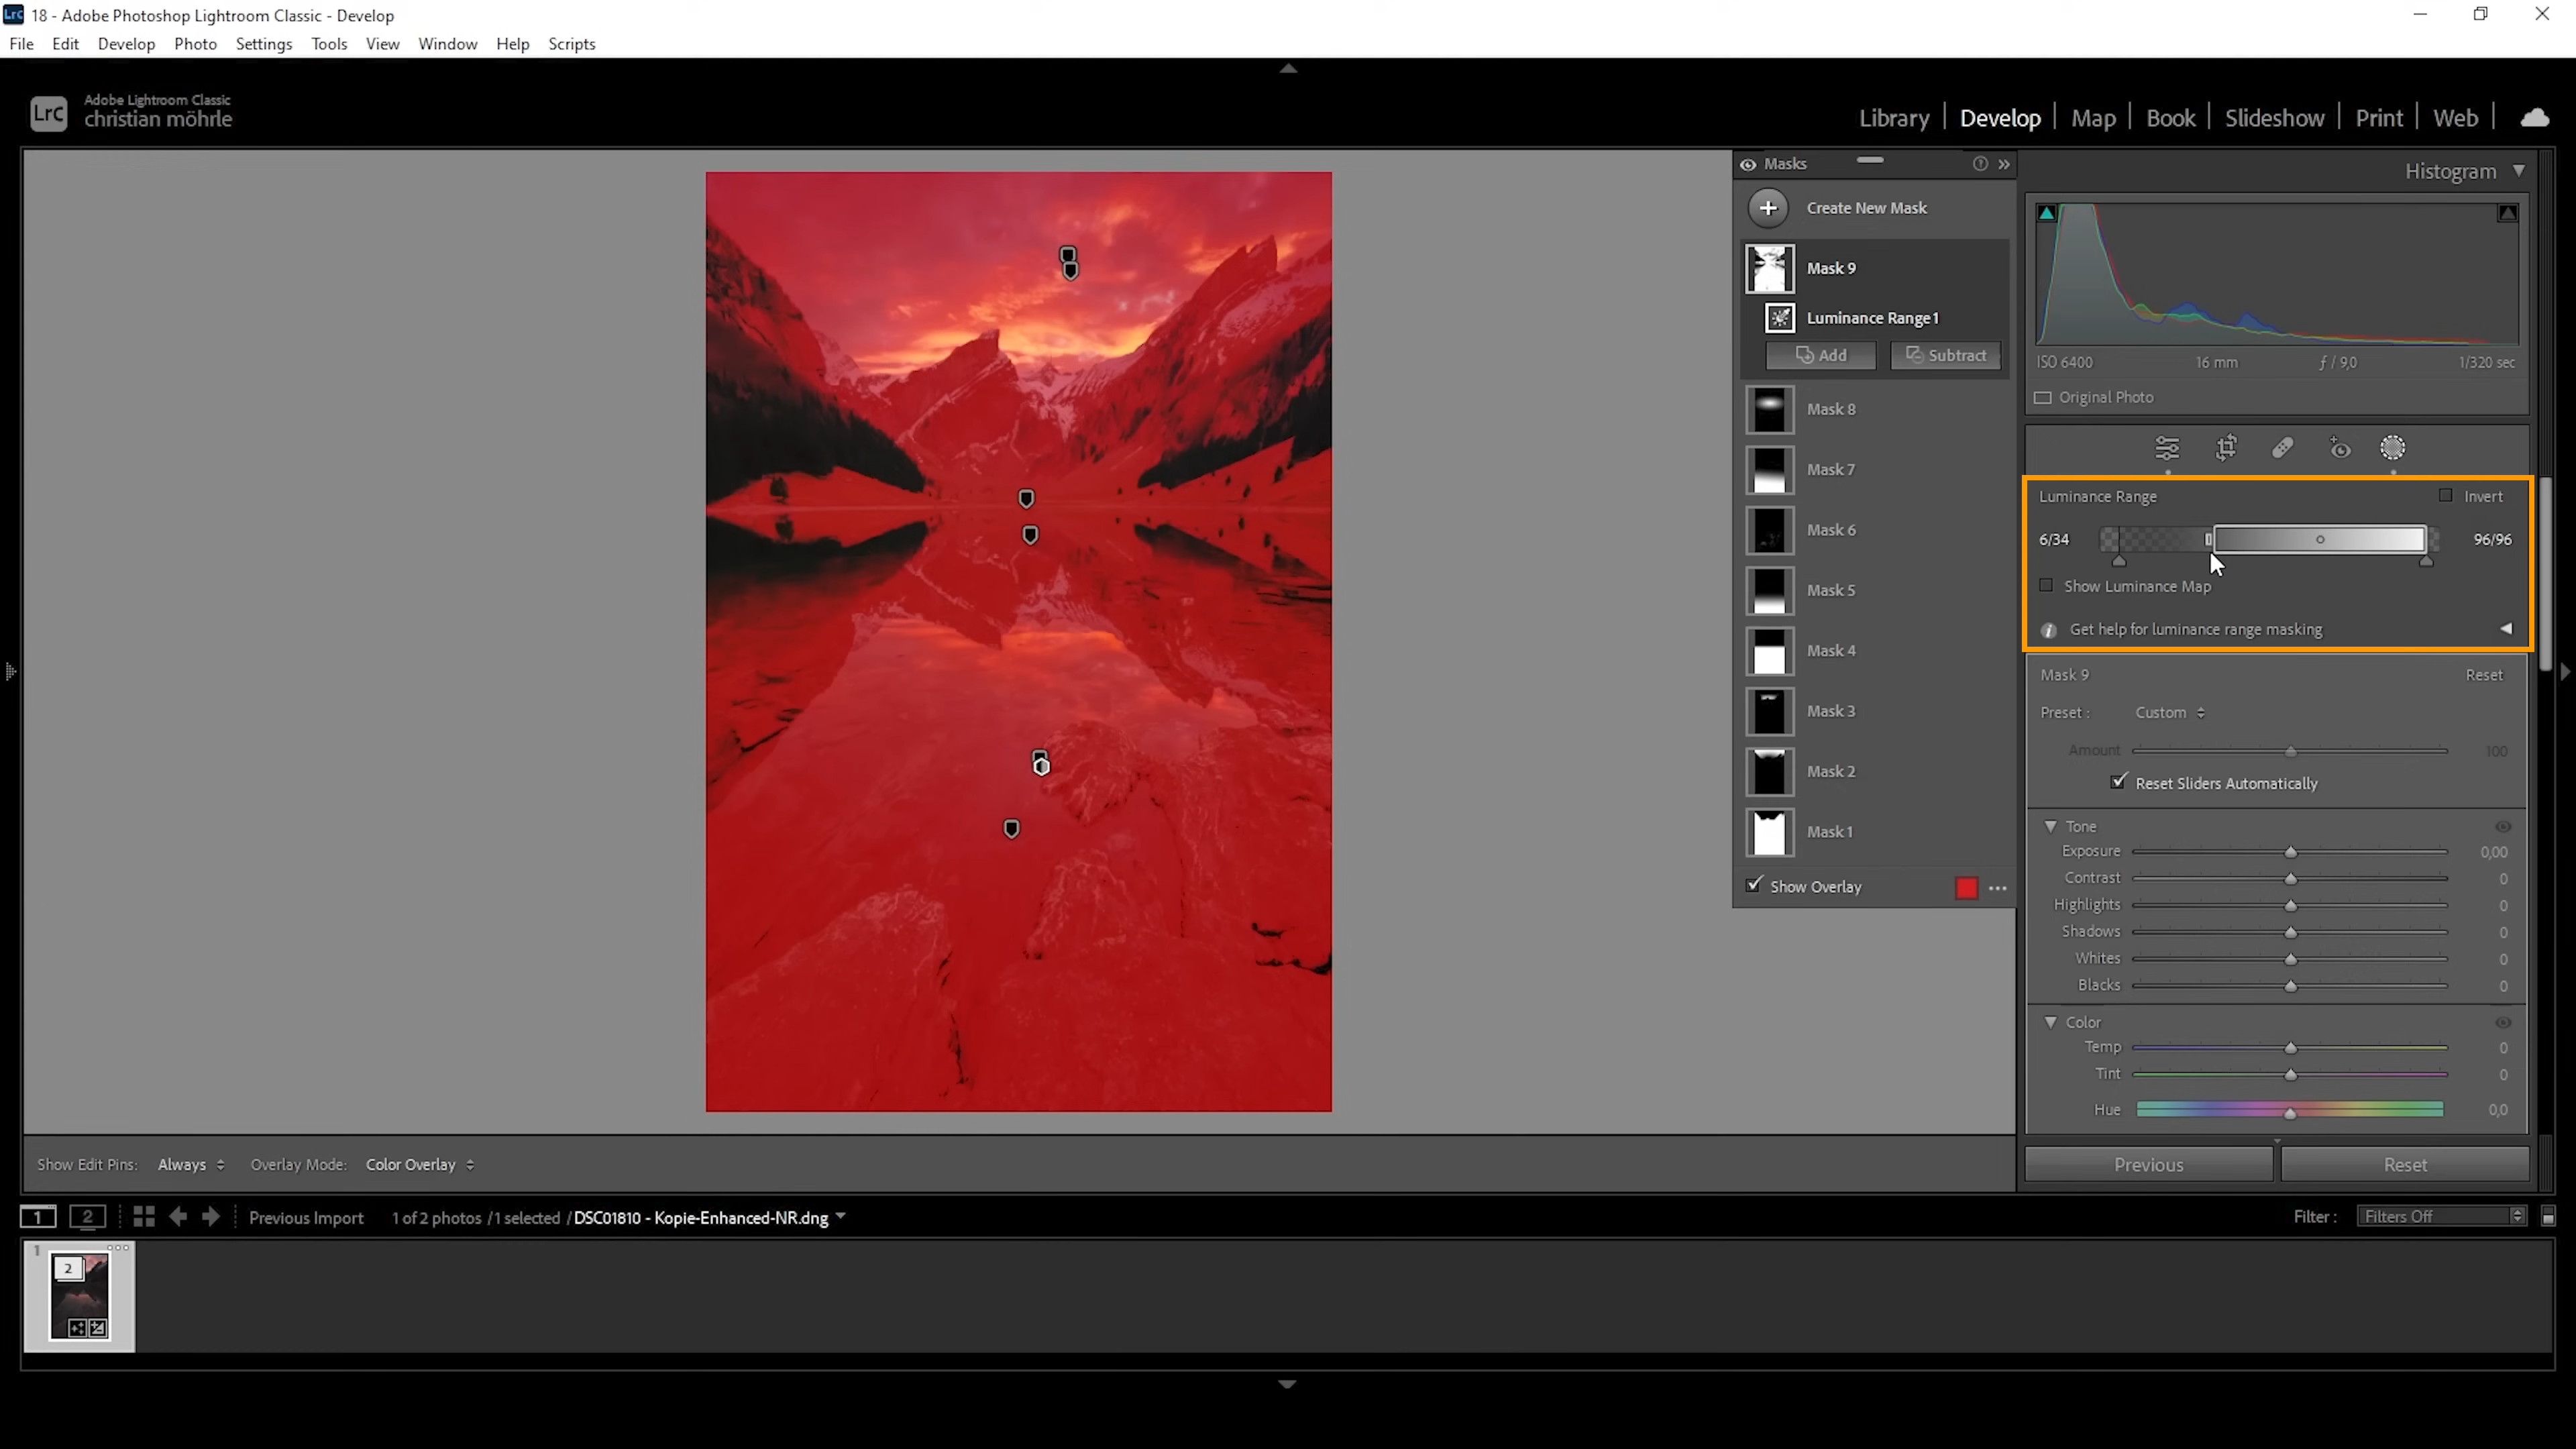 Lrc 18 - Adobe Photoshop Lightroom Classic - Develop
File Edit Develop Photo Settings Tools View Window Help Scripts
Lrc Adobe Lightroom Classic
christian möhrle
Library Develop Map Book Slideshow Print Web
Masks
Create New Mask
Mask 9
Luminance Range 1
Add Subtract
Mask 8
Mask 7
Mask 6
Mask 5
Mask 4
Mask 3
Mask 2
Mask 1
Show Overlay
Histogram
ISO 6400 16 mm ƒ / 9,0 1/320 sec
Original Photo
Luminance Range Invert
6/34 96/96
Show Luminance Map
Get help for luminance range masking
Mask 9 Reset
Preset : Custom
Amount 100
Reset Sliders Automatically
Tone
Exposure 0,00
Contrast 0
Highlights 0
Shadows 0
Whites 0
Blacks 0
Color
Temp 0
Tint 0
Hue 0,0
Previous Reset
Show Edit Pins: Always Overlay Mode: Color Overlay
1 2 Previous Import 1 of 2 photos / 1 selected / DSC01810 - Kopie-Enhanced-NR.dng Filter : Filters Off
1
2